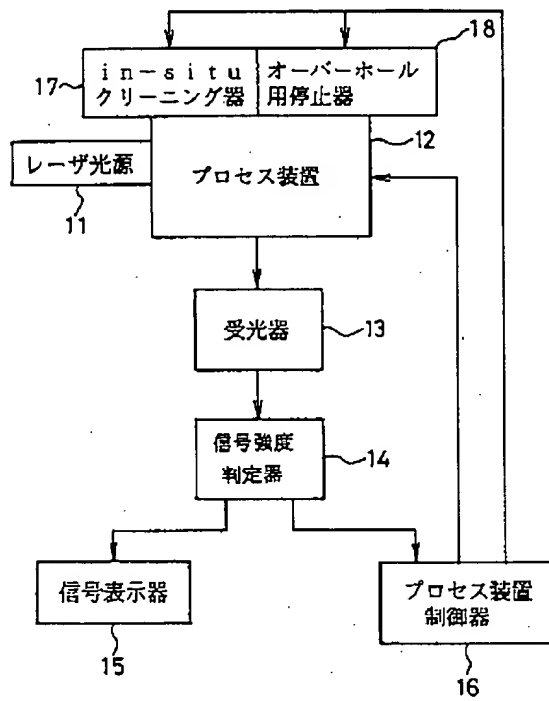 18
17
in-situ
クリーニング器
オーバーホール
用停止器
12
レーザ光源
プロセス装置
11
受光器
13
信号強度
判定器
14
信号表示器
プロセス装置
制御器
15
16